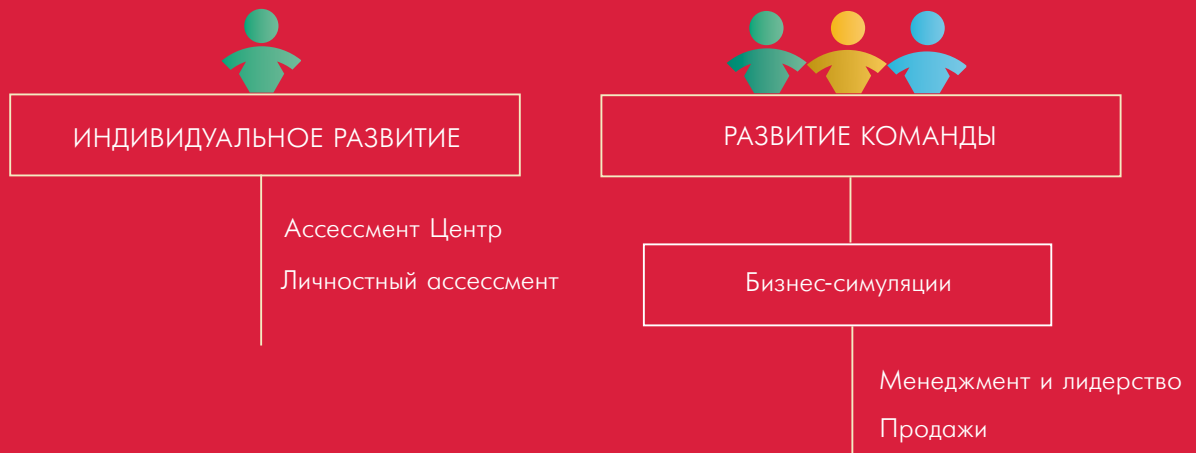 ИНДИВИДУАЛЬНОЕ РАЗВИТИЕ
Ассессмент Центр
Личностный ассессмент
РАЗВИТИЕ КОМАНДЫ
Бизнес-симуляции
Менеджмент и лидерство
Продажи